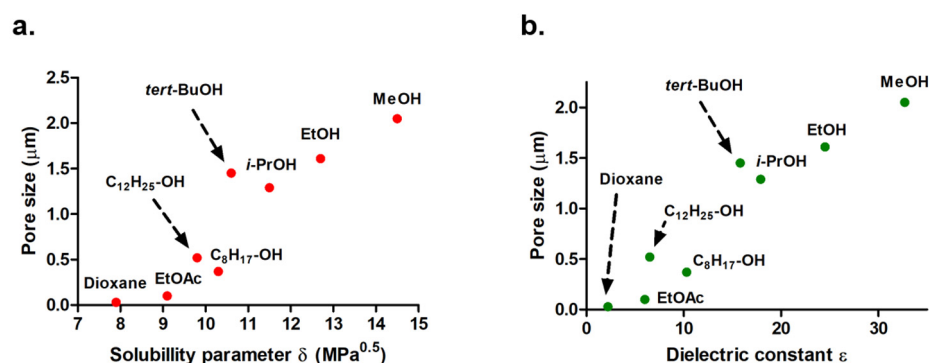 a.
2.5
2.0
1.5
1.0
0.5
0.0
Pore size (μm)
tert-BuOH
MeOH
EtOH
i-PrOH
C₁₂H₂₅-OH
C₈H₁₇-OH
Dioxane
EtOAc
7 8 9 10 11 12 13 14 15
Solubillity parameter δ (MPa⁰·⁵)
b.
2.0
1.5
1.0
0.5
0.0
Pore size (μm)
MeOH
tert-BuOH
EtOH
i-PrOH
Dioxane
C₁₂H₂₅-OH
C₈H₁₇-OH
EtOAc
0 10 20 30
Dielectric constant ε